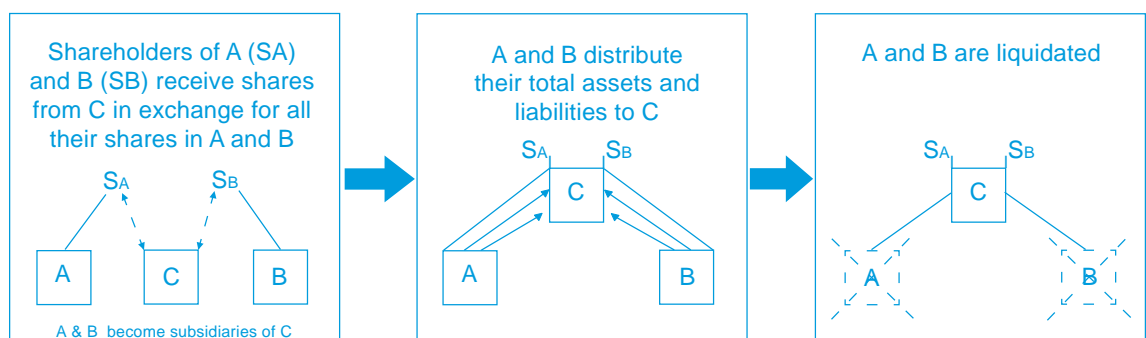 Shareholders of A (SA)
and B (SB) receive shares
from C in exchange for all
their shares in A and B
SA SB
A C B
A & B become subsidiaries of C
A and B distribute
their total assets and
liabilities to C
SA SB
C
A B
A and B are liquidated
SA SB
C
A B